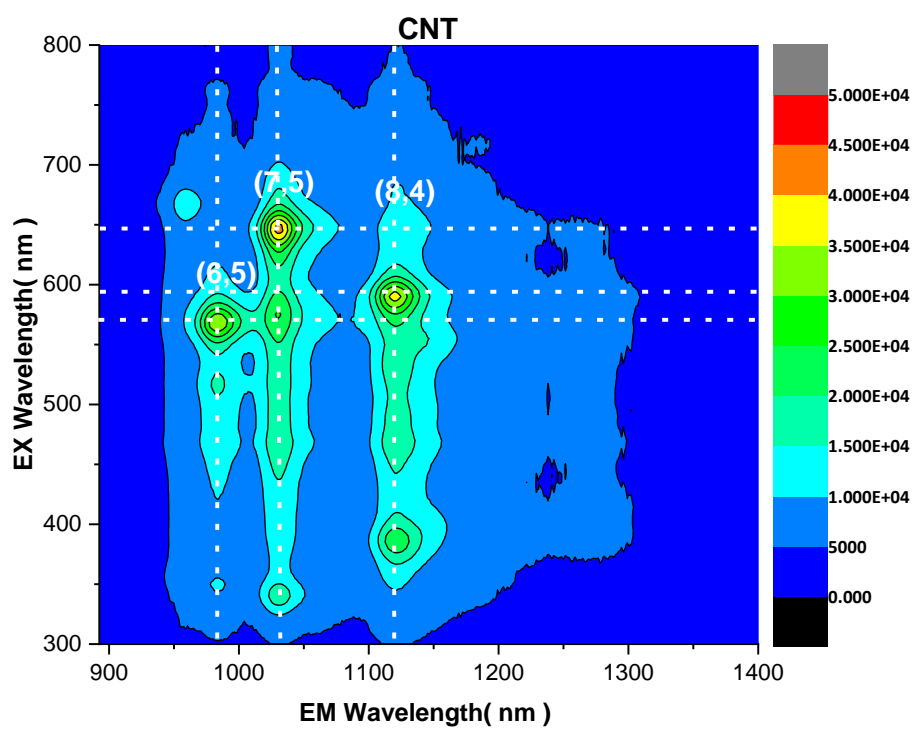 CNT
800
700
600
500
400
300
EX Wavelength( nm )
(7,5)
(8,4)
(6,5)
900
1000
1100
1200
1300
1400
EM Wavelength( nm )
5.000E+04
4.500E+04
4.000E+04
3.500E+04
3.000E+04
2.500E+04
2.000E+04
1.500E+04
1.000E+04
5000
0.000